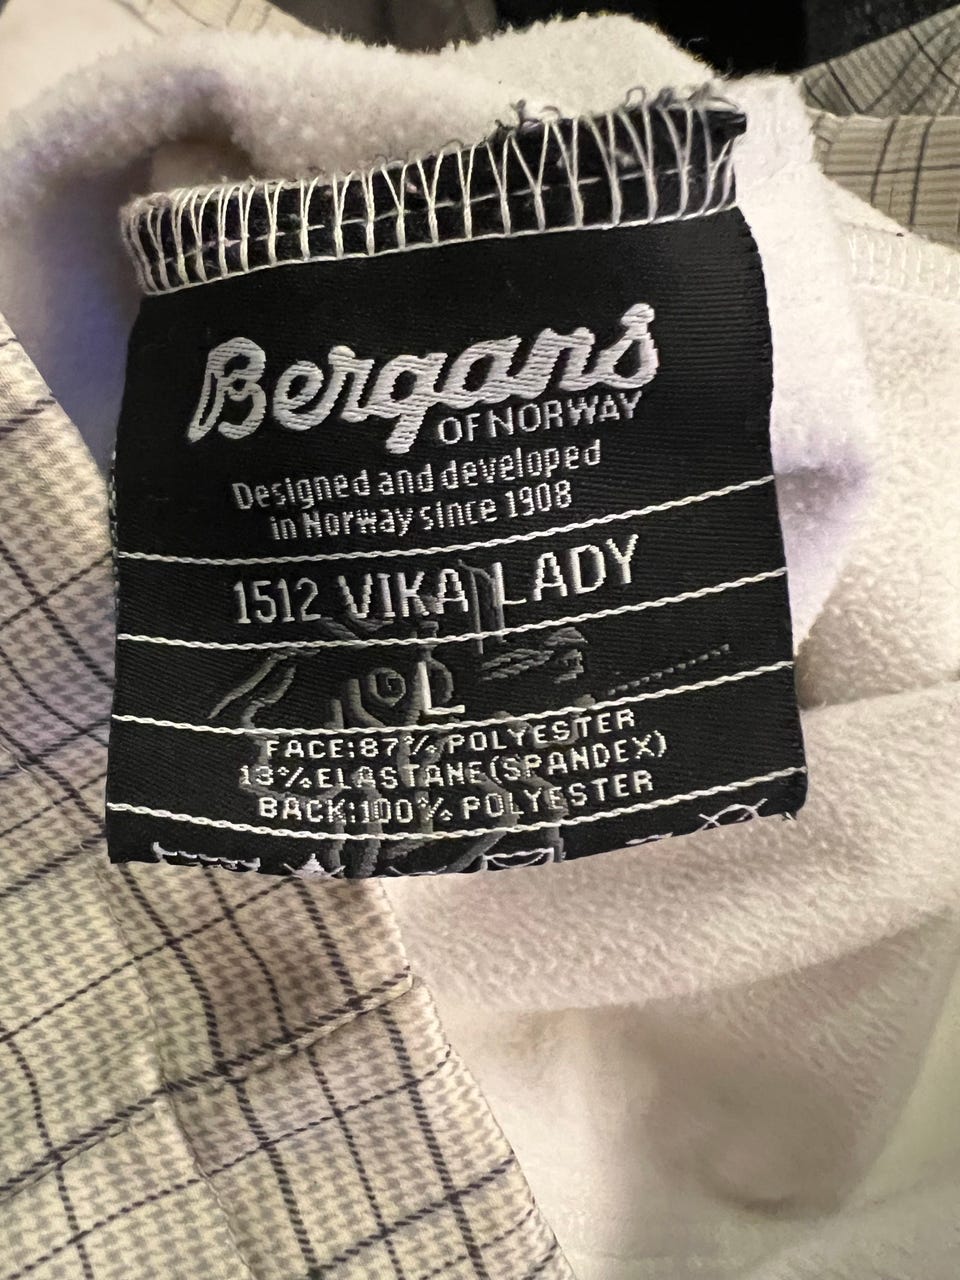 Bergans
OF NORWAY
Designed and developed
in Norway since 1908
1512 VIKA LADY
L
FACE:87% POLYESTER
13%ELASTANE(SPANDEX)
BACK:100% POLYESTER